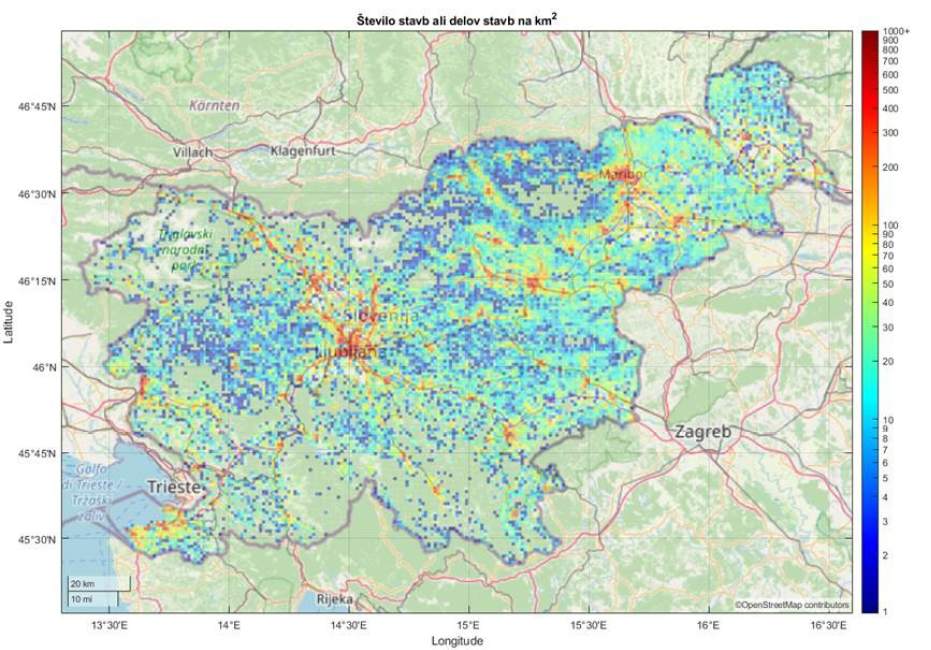 Število stavb ali delov stavb na km²
1000+
900
800
700
600
500
400
300
200
100
90
80
70
60
50
40
30
20
10
9
8
7
6
5
4
3
2
1
46°45'N
46°30'N
46°15'N
46°N
45°45'N
45°30'N
Latitude
Kärnten
Villach
Klagenfurt
Maribor
Triglavski
narodni
park
Slovenija
Ljubljana
Zagreb
Golfo
di Trieste /
Tržaški
zaliv
Trieste
Rijeka
20 km
10 mi
©OpenStreetMap contributors
13°30'E
14°E
14°30'E
15°E
15°30'E
16°E
16°30'E
Longitude